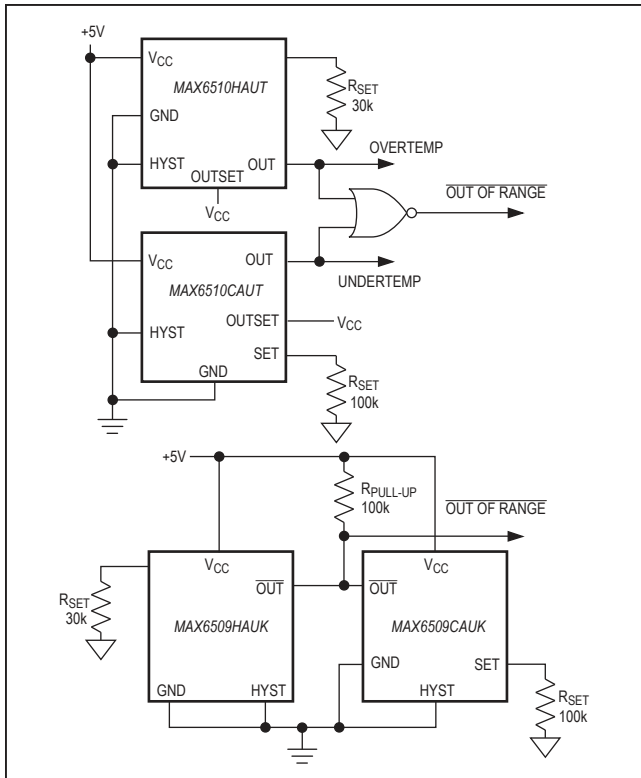 +5V
VCC
MAX6510HAUT
RSET
30k
GND
OVERTEMP
HYST
OUT
OUTSET
VCC
OUT OF RANGE
VCC
OUT
MAX6510CAUT
UNDERTEMP
HYST
OUTSET
VCC
SET
GND
RSET
100k
+5V
RPULL-UP
100k
OUT OF RANGE
VCC
VCC
RSET
30k
OUT
OUT
MAX6509HAUK
MAX6509CAUK
GND
SET
GND
HYST
HYST
RSET
100k